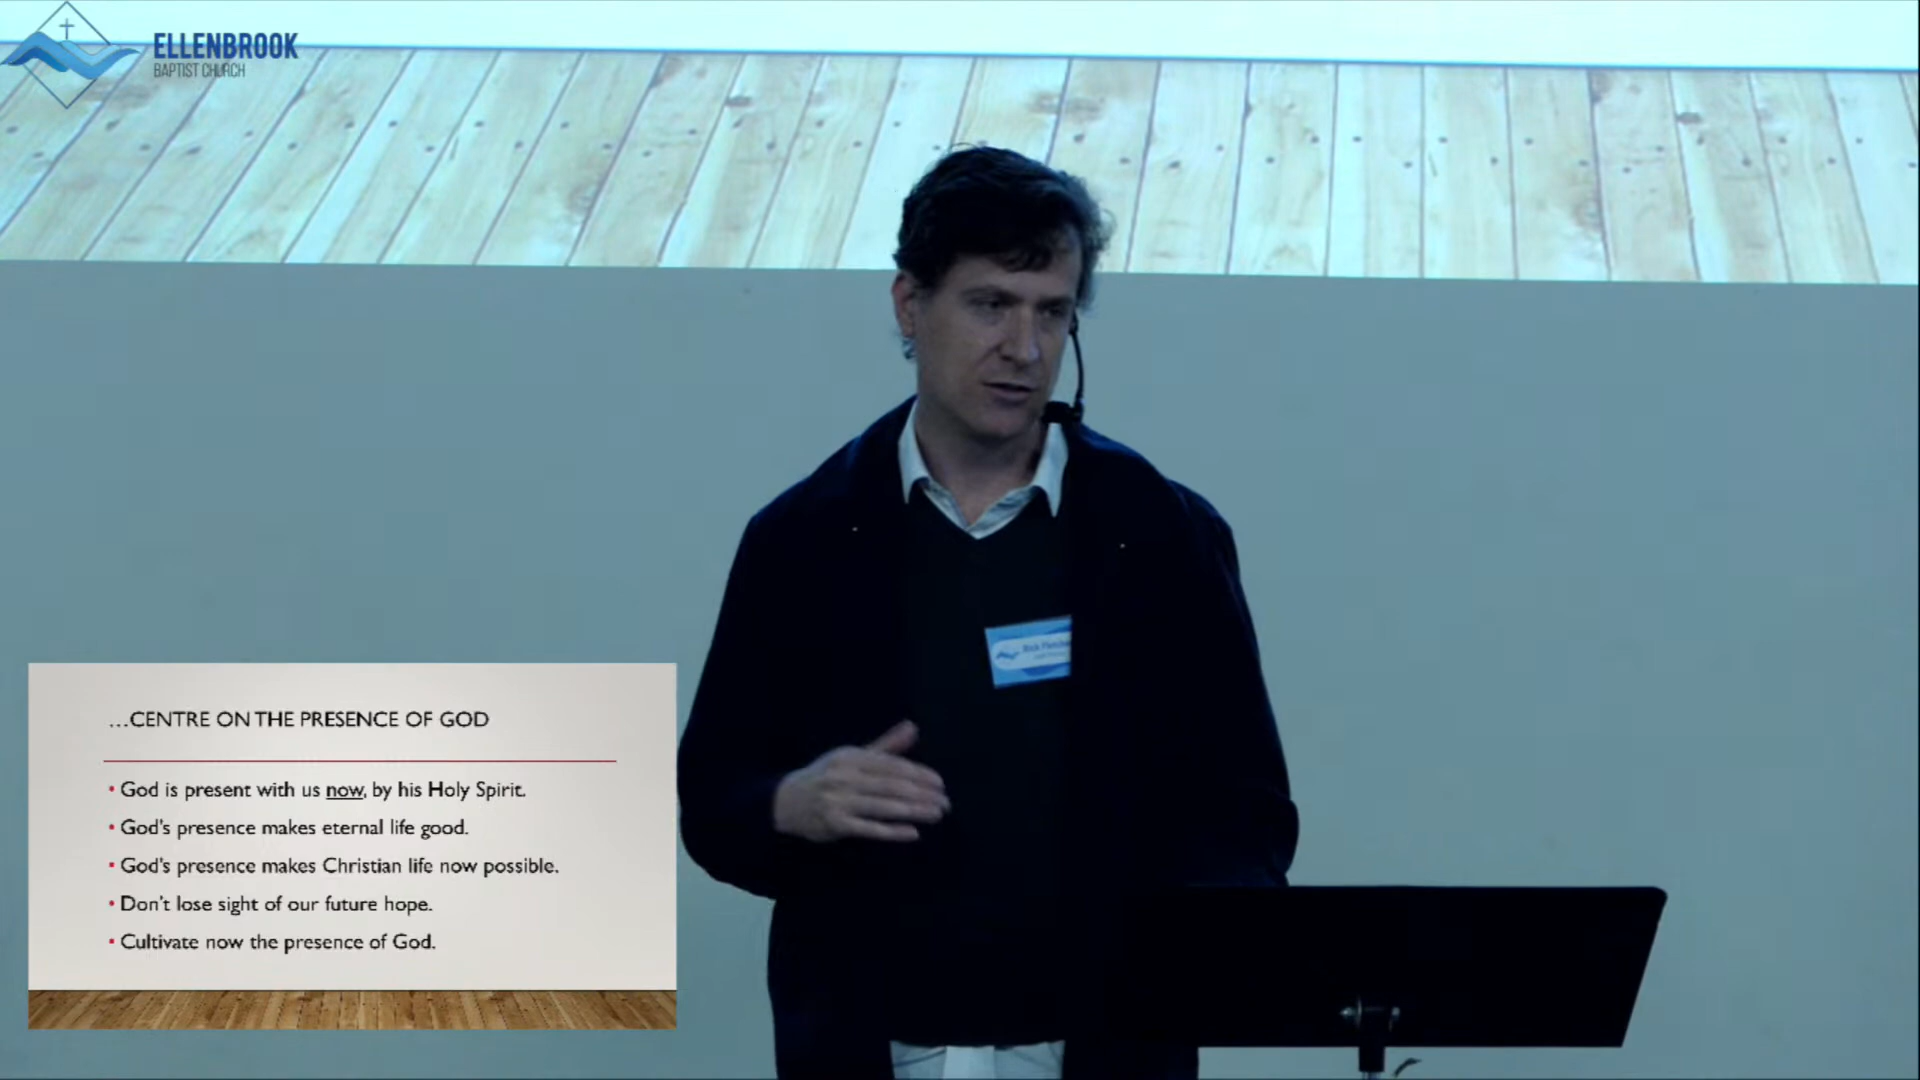 ELLENBROOK
BAPTIST CHURCH
…CENTRE ON THE PRESENCE OF GOD
• God is present with us now, by his Holy Spirit.
• God's presence makes eternal life good.
• God's presence makes Christian life now possible.
• Don't lose sight of our future hope.
• Cultivate now the presence of God.
Rick